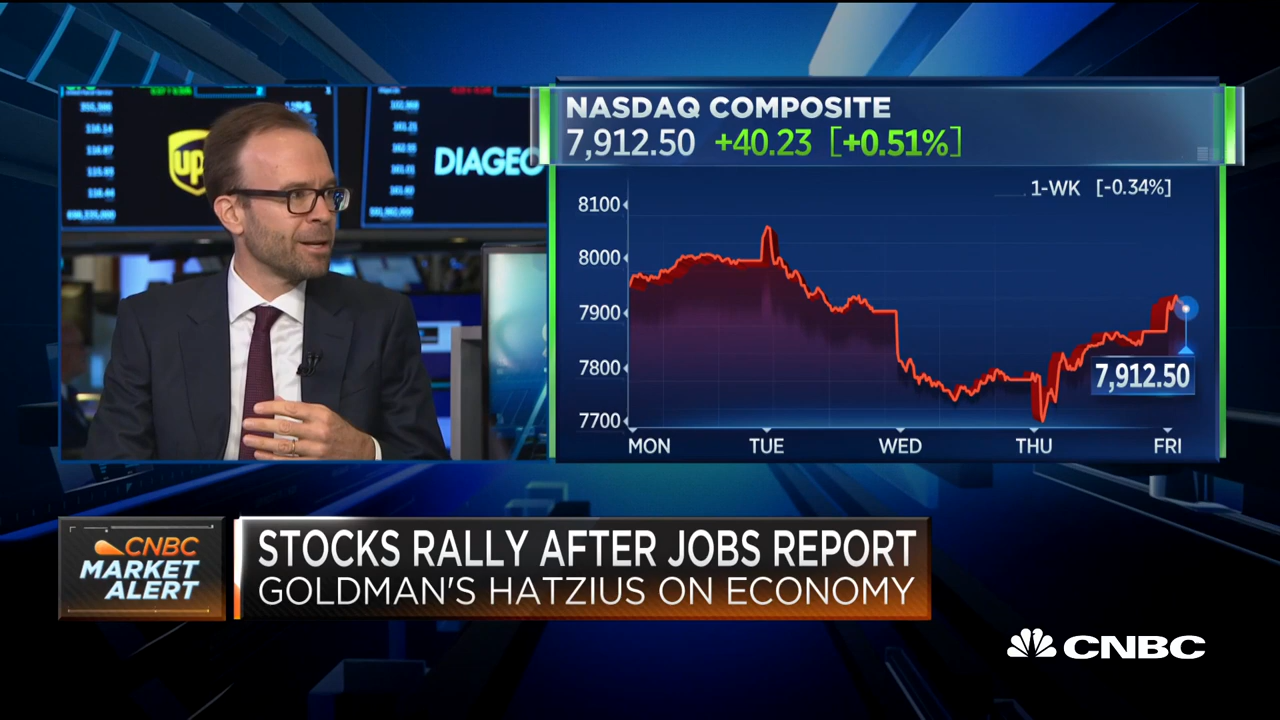 ups
DIAGEO
NASDAQ COMPOSITE
7,912.50 +40.23 [+0.51%]
1-WK [-0.34%]
8100
8000
7900
7800
7700
7,912.50
MON TUE WED THU FRI
CNBC
MARKET
ALERT
STOCKS RALLY AFTER JOBS REPORT
GOLDMAN'S HATZIUS ON ECONOMY
CNBC